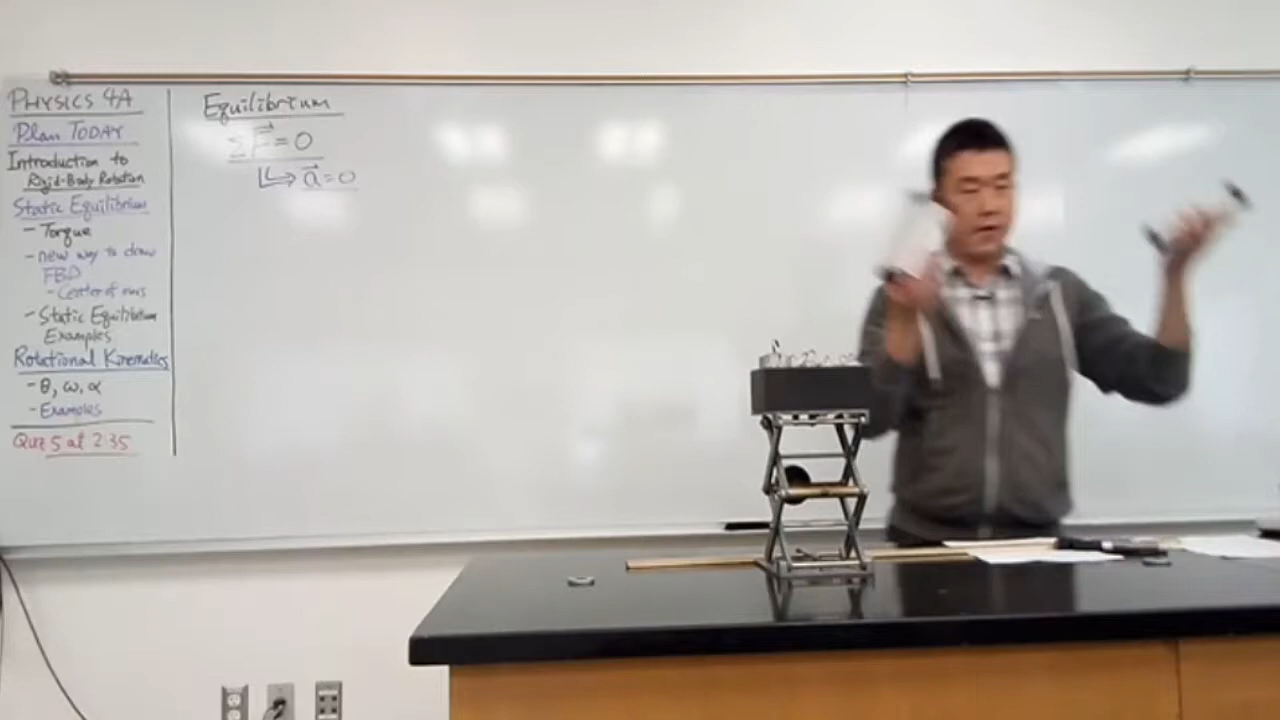 PHYSICS 4A
Plan TODAY
Introduction to
Rigid-Body Rotation
Static Equilibrium
- Torque
- new way to draw
FBD
- Center of mass
- Static Equilibrium
Examples
Rotational Kinematics
- θ, ω, α
- Examples
Quiz 5 at 2:35
Equilibrium
Σ F⃗ = 0
↳ a⃗ = 0